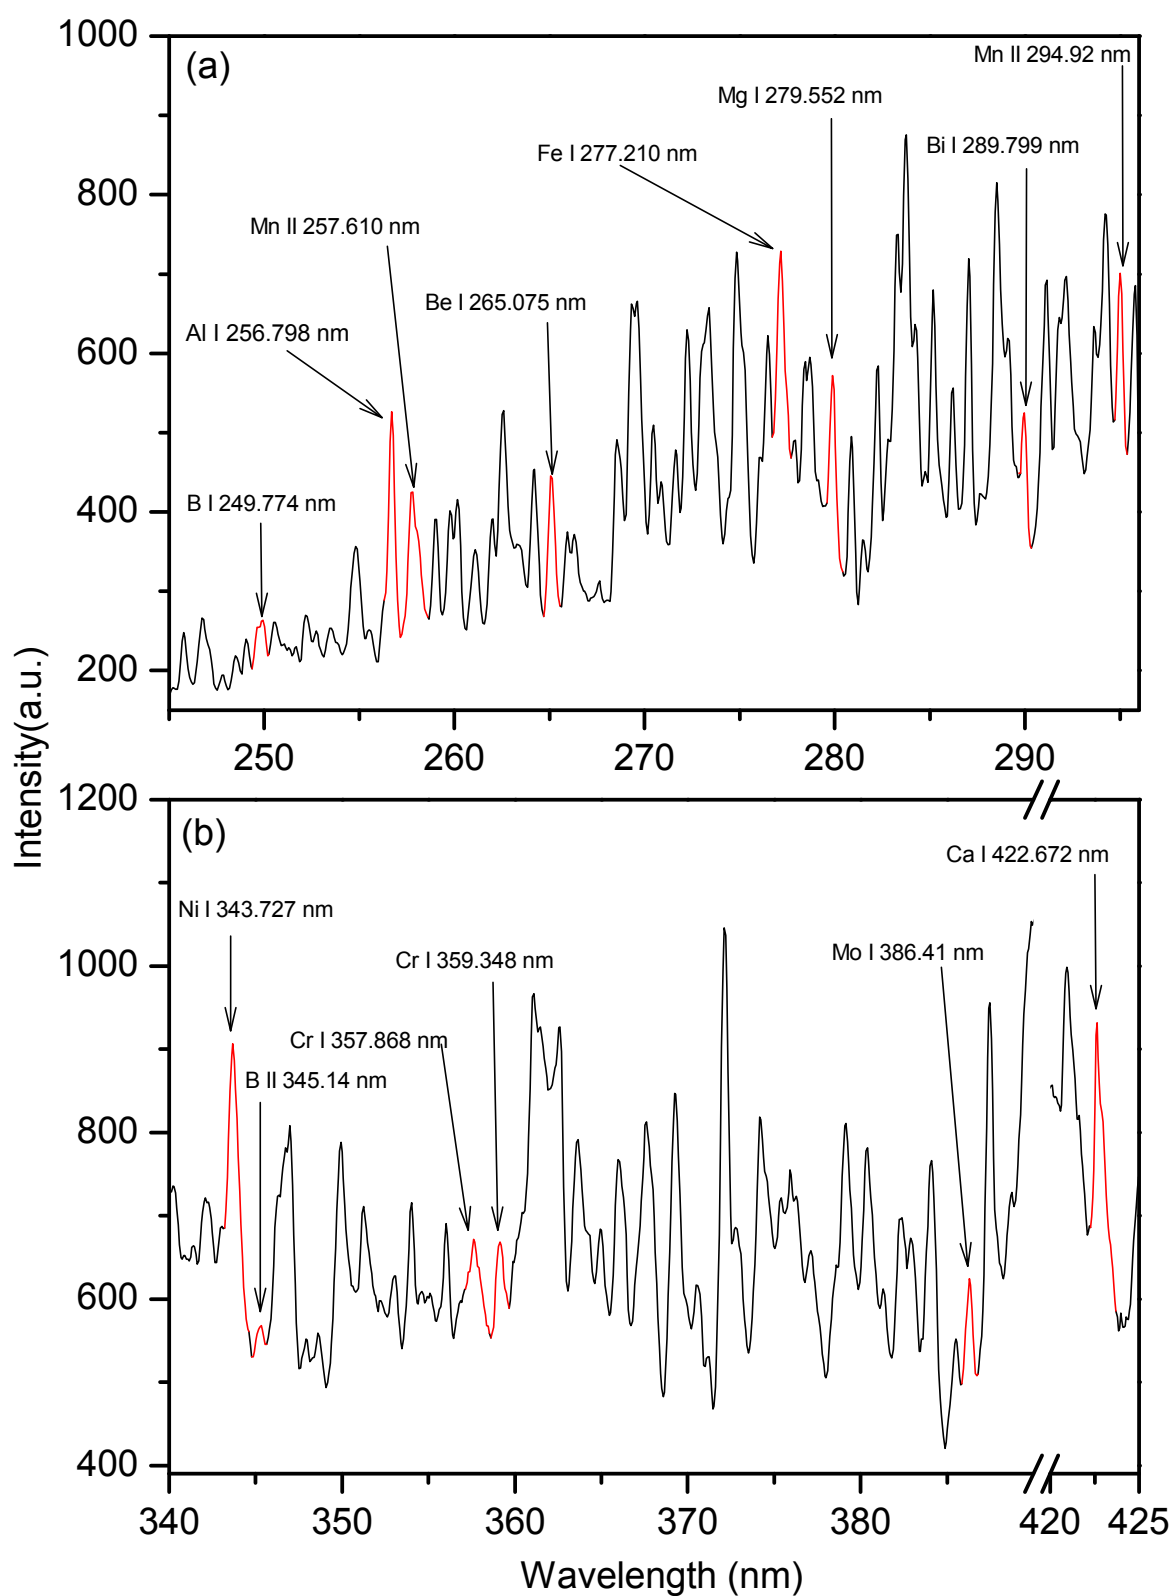 1000
(a)
Mn II 294.92 nm
Mg I 279.552 nm
Fe I 277.210 nm
Bi I 289.799 nm
800
Mn II 257.610 nm
Be I 265.075 nm
Al I 256.798 nm
600
B I 249.774 nm
400
200
250 260 270 280 290
Intensity(a.u.)
1200
(b)
Ca I 422.672 nm
Ni I 343.727 nm
Cr I 359.348 nm
Mo I 386.41 nm
1000
Cr I 357.868 nm
B II 345.14 nm
800
600
400
340 350 360 370 380 420 425
Wavelength (nm)